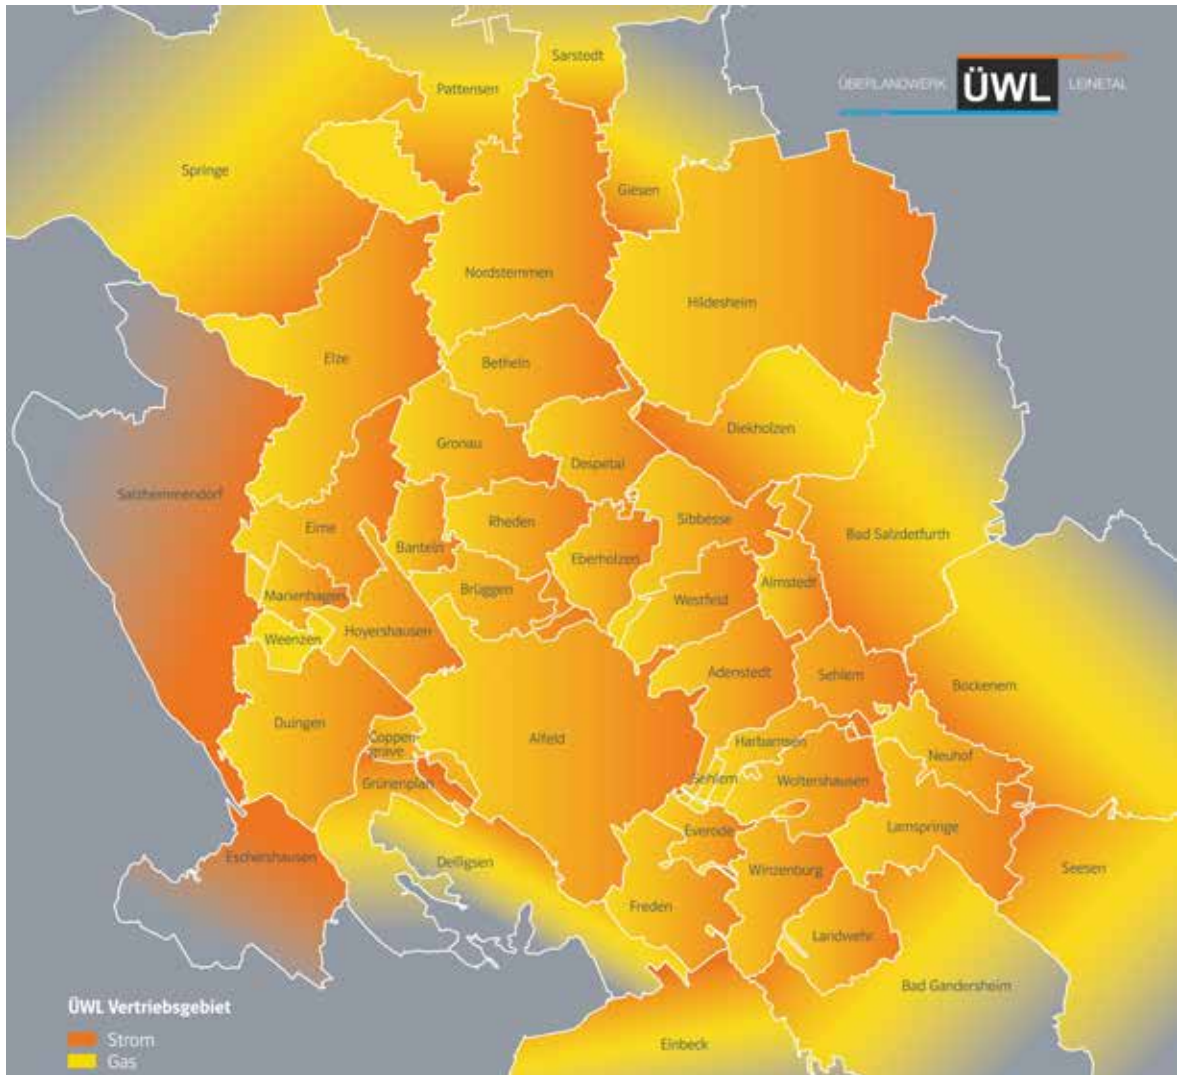 Sarstedt
ÜBERLANDWERK ÜWL LEINETAL
Pattensen
Springe
Giesen
Nordstemmen
Hildesheim
Elze
Betheln
Diekholzen
Gronau
Despetal
Salzhemmendorf
Eime
Rheden
Sibbesse
Bad Salzdetfurth
Banteln
Eberholzen
Almstedt
Marienhagen
Brüggen
Westfeld
Weenzen
Hoyershausen
Adenstedt
Sehlem
Bockenem
Duingen
Coppen-
grave
Alfeld
Harbarnsen
Neuhof
Sehlem
Woltershausen
Grünenplan
Everode
Lamspringe
Eschershausen
Delligsen
Winzenburg
Seesen
Freden
Landwehr
Bad Gandersheim
Einbeck
ÜWL Vertriebsgebiet
Strom
Gas